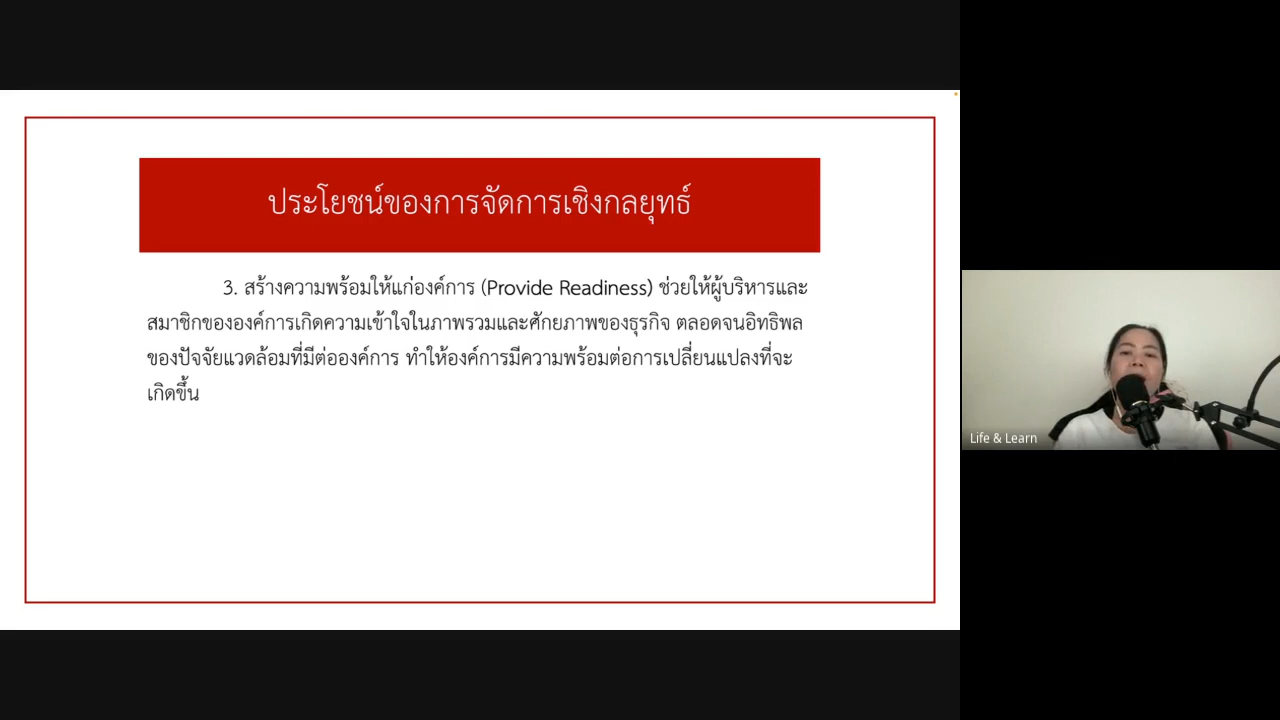 ประโยชน์ของการจัดการเชิงกลยุทธ์
3. สร้างความพร้อมให้แก่องค์การ (Provide Readiness) ช่วยให้ผู้บริหารและ
สมาชิกขององค์การเกิดความเข้าใจในภาพรวมและศักยภาพของธุรกิจ ตลอดจนอิทธิพล
ของปัจจัยแวดล้อมที่มีต่อองค์การ ทำให้องค์การมีความพร้อมต่อการเปลี่ยนแปลงที่จะ
เกิดขึ้น
Life & Learn